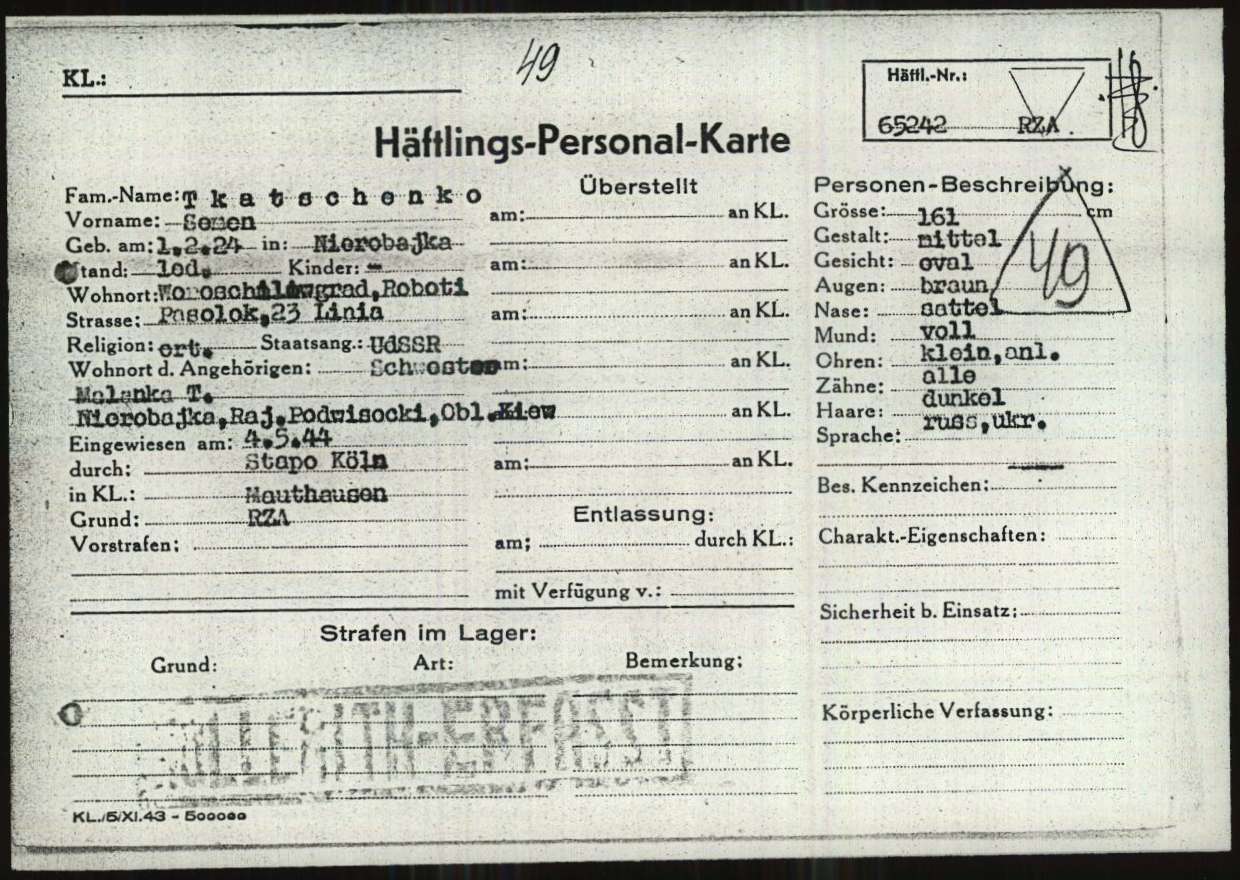 KL.:
49
Häftl.-Nr.:
65242 RZA
Häftlings-Personal-Karte
Fam.-Name: Tkatschenko
Vorname: Semen
Geb. am: 1.2.24 in: Nierobajka
Stand: led. Kinder: -
Wohnort: Woroschilowgrad, Roboti
Strasse: Posolok, 23 Linia
Religion: ort. Staatsang.: UdSSR
Wohnort d. Angehörigen: Schwester
Malanka T.
Nierobajka, Raj. Podwisocki, Obl. Kiew
Eingewiesen am: 4.5.44
durch: Stapo Köln
in KL.: Mauthausen
Grund: RZA
Vorstrafen:
Überstellt
am: an KL.
am: an KL.
am: an KL.
am: an KL.
am: an KL.
am: an KL.
Entlassung:
am; durch KL.:
mit Verfügung v.:
Personen-Beschreibung:
Grösse: 161 cm
Gestalt: mittel
Gesicht: oval
Augen: braun
Nase: sattel
Mund: voll
Ohren: klein, anl.
Zähne: alle
Haare: dunkel
Sprache: russ, ukr.
49
Bes. Kennzeichen:
Charakt.-Eigenschaften:
Sicherheit b. Einsatz:
Körperliche Verfassung:
Strafen im Lager:
Grund: Art: Bemerkung:
HOLLERITH-ERFASST
KL./5/XI.43 - 500000